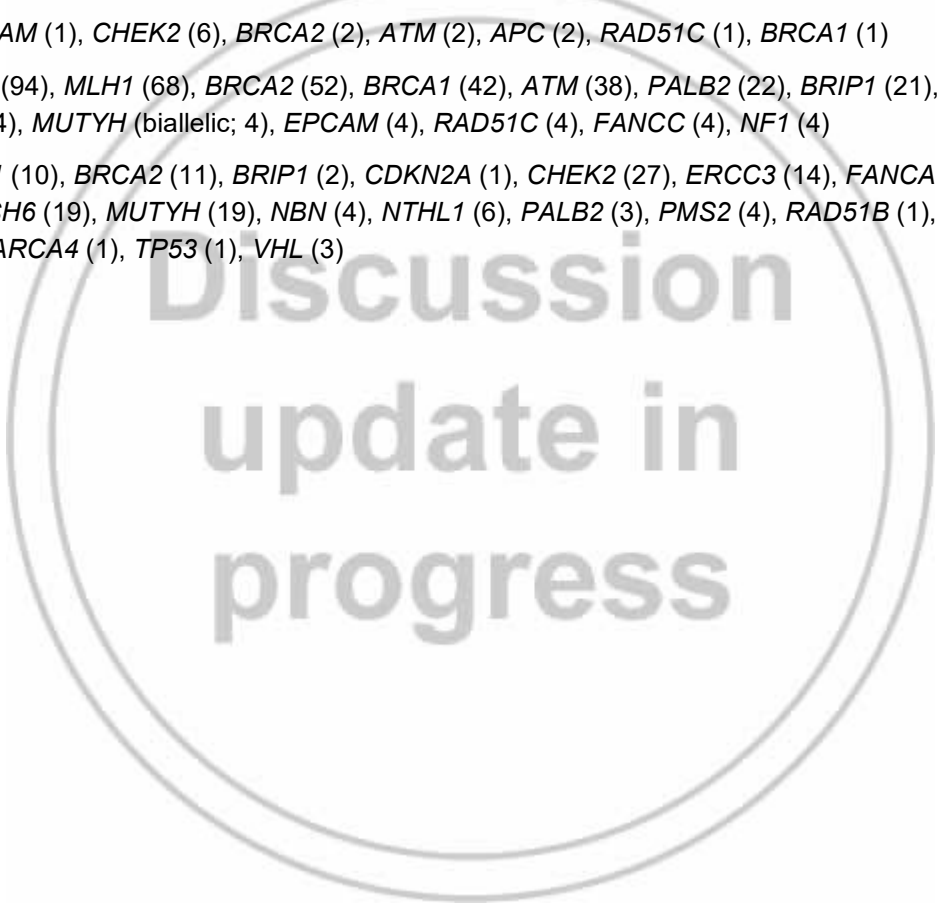 AM (1), CHEK2 (6), BRCA2 (2), ATM (2), APC (2), RAD51C (1), BRCA1 (1)
(94), MLH1 (68), BRCA2 (52), BRCA1 (42), ATM (38), PALB2 (22), BRIP1 (21),
4), MUTYH (biallelic; 4), EPCAM (4), RAD51C (4), FANCC (4), NF1 (4)
(10), BRCA2 (11), BRIP1 (2), CDKN2A (1), CHEK2 (27), ERCC3 (14), FANCA
SH6 (19), MUTYH (19), NBN (4), NTHL1 (6), PALB2 (3), PMS2 (4), RAD51B (1),
ARCA4 (1), TP53 (1), VHL (3)
Discussion
update in
progress